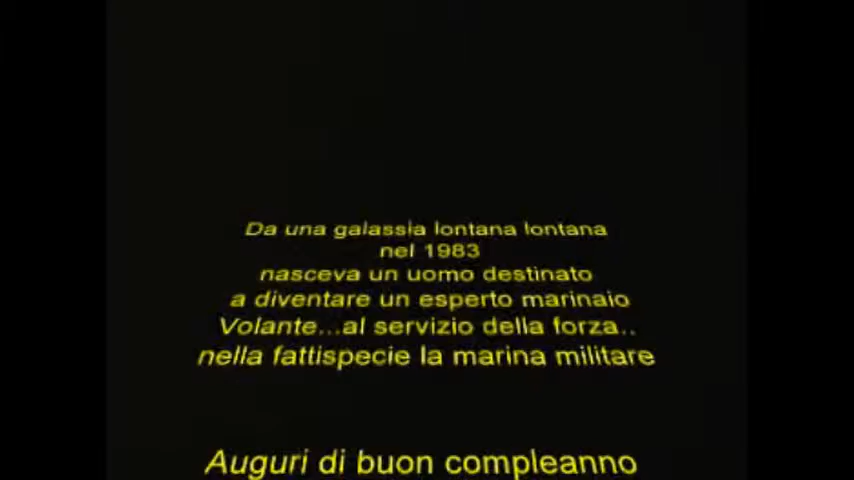 Da una galassia lontana lontana
nel 1983
nasceva un uomo destinato
a diventare un esperto marinaio
Volante...al servizio della forza..
nella fattispecie la marina militare
Auguri di buon compleanno